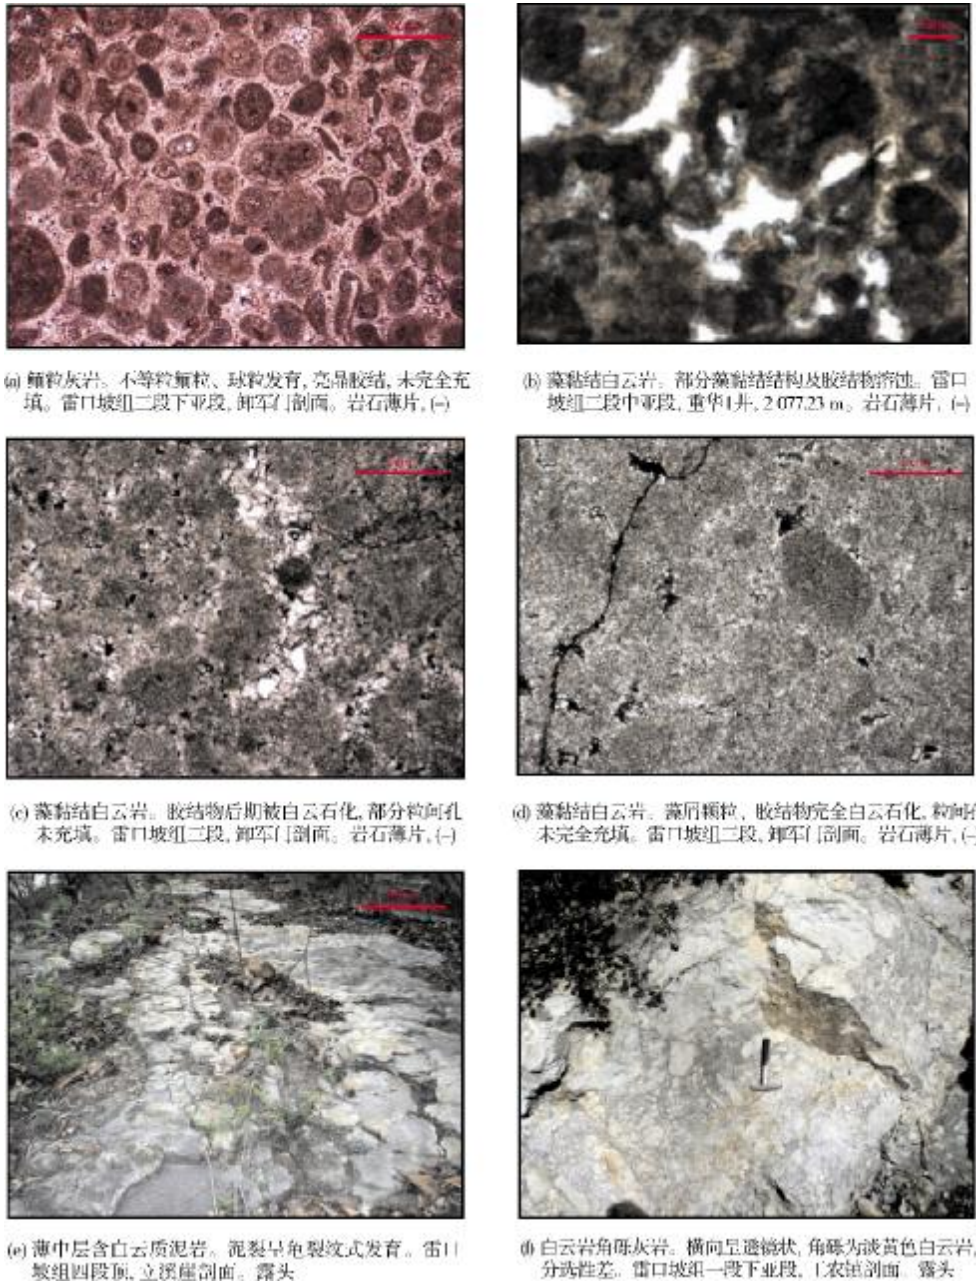 (a) 鲕粒灰岩。不等粒鲕粒、球粒发育, 亮晶胶结, 未完全充
填。雷口坡组二段下亚段, 卸军门剖面。岩石薄片, (−)
(b) 藻黏结白云岩。部分藻黏结结构及胶结物溶蚀。雷口
坡组二段中亚段, 重华1井, 2 077.23 m。岩石薄片, (−)
(c) 藻黏结白云岩。胶结物后期被白云石化, 部分粒间孔
未充填。雷口坡组二段, 卸军门剖面。岩石薄片, (−)
(d) 藻黏结白云岩。藻屑颗粒、胶结物完全白云石化, 粒间孔
未完全充填。雷口坡组二段, 卸军门剖面。岩石薄片, (−
(e) 薄中层含白云质泥岩。泥裂呈龟裂纹式发育。雷口
坡组四段顶, 立溪崖剖面。露头
(f) 白云岩角砾灰岩。横向呈透镜状, 角砾为淡黄色白云岩,
分选性差。雷口坡组一段下亚段, 剖面。露头